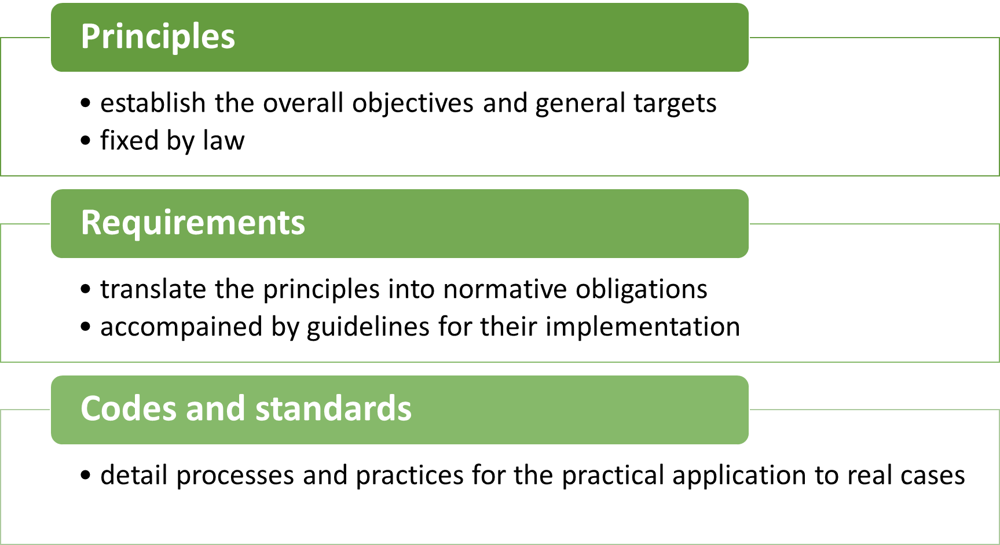 Principles
• establish the overall objectives and general targets
• fixed by law
Requirements
• translate the principles into normative obligations
• accompained by guidelines for their implementation
Codes and standards
• detail processes and practices for the practical application to real cases